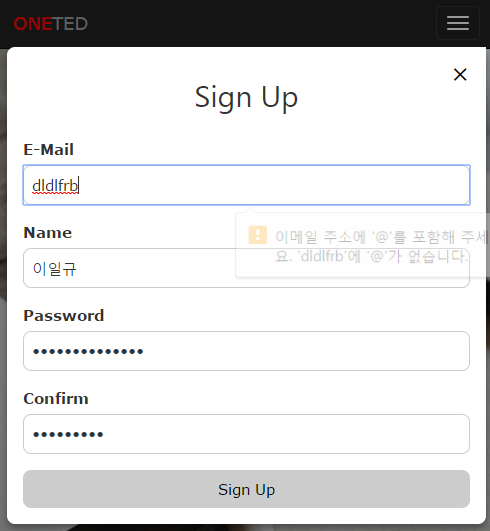 ONETED
Sign Up
E-Mail
dldlfrb
이메일 주소에 '@'를 포함해 주세
요. 'dldlfrb'에 '@'가 없습니다.
Name
이일규
Password
••••••••••••••
Confirm
•••••••••
Sign Up